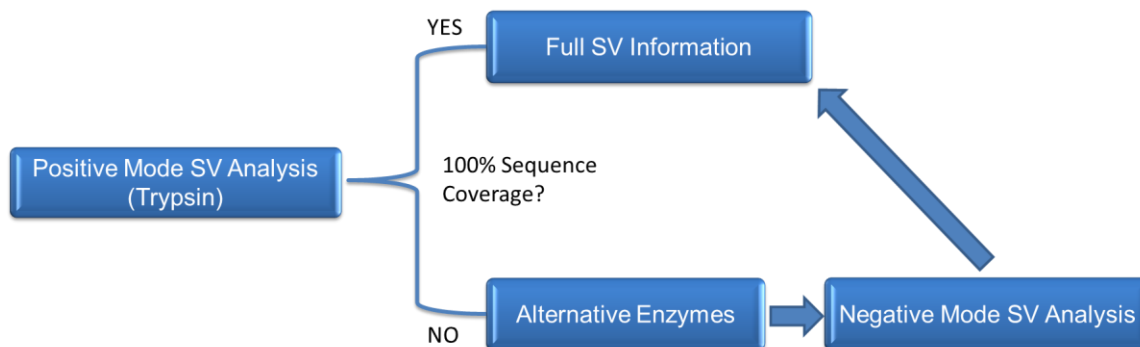 YES
Full SV Information
Positive Mode SV Analysis
(Trypsin)
100% Sequence
Coverage?
NO
Alternative Enzymes
Negative Mode SV Analysis